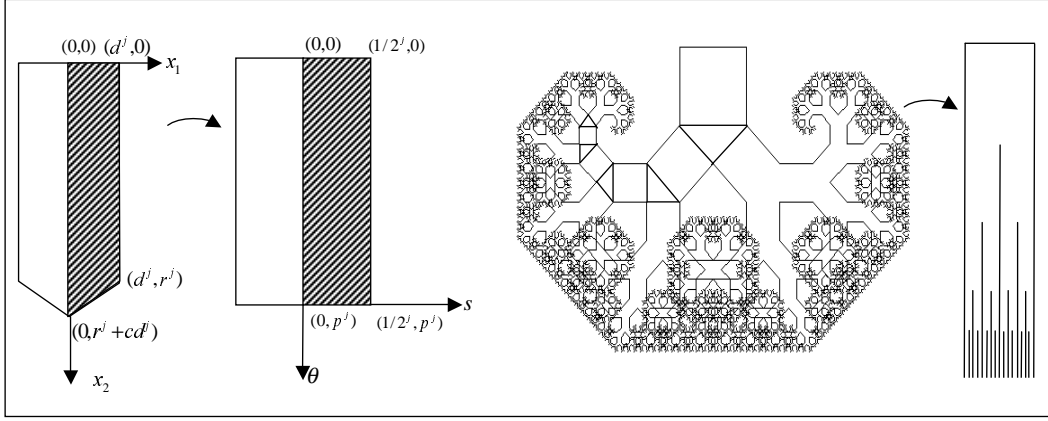 (0,0) (d^j,0)
x_1
(d^j,r^j)
(0,r^j+cd^j)
x_2
(0,0) (1/2^j,0)
s
(0,p^j) (1/2^j,p^j)
θ